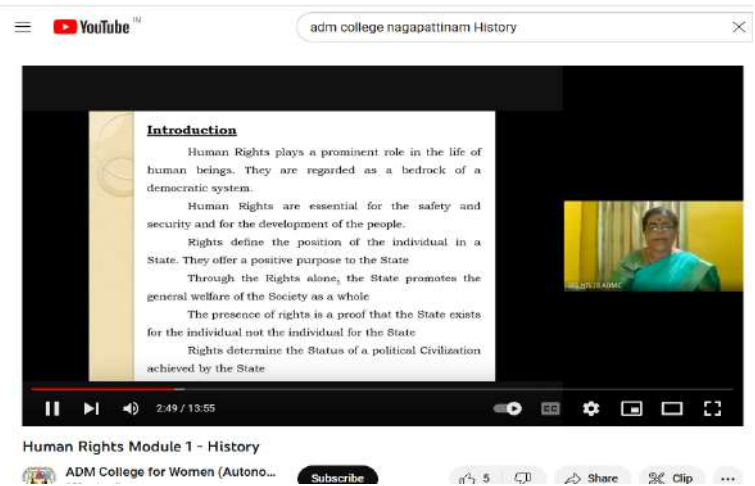 YouTube IN
adm college nagapattinam History
Introduction
Human Rights plays a prominent role in the life of
human beings. They are regarded as a bedrock of a
democratic system.
Human Rights are essential for the safety and
security and for the development of the people.
Rights define the position of the individual in a
State. They offer a positive purpose to the State
Through the Rights alone, the State promotes the
general welfare of the Society as a whole
The presence of rights is a proof that the State exists
for the individual not the individual for the State
Rights determine the Status of a political Civilization
achieved by the State
2:49 / 13:55
CC
Human Rights Module 1 - History
ADM College for Women (Autono...
Subscribe
5
Share
Clip